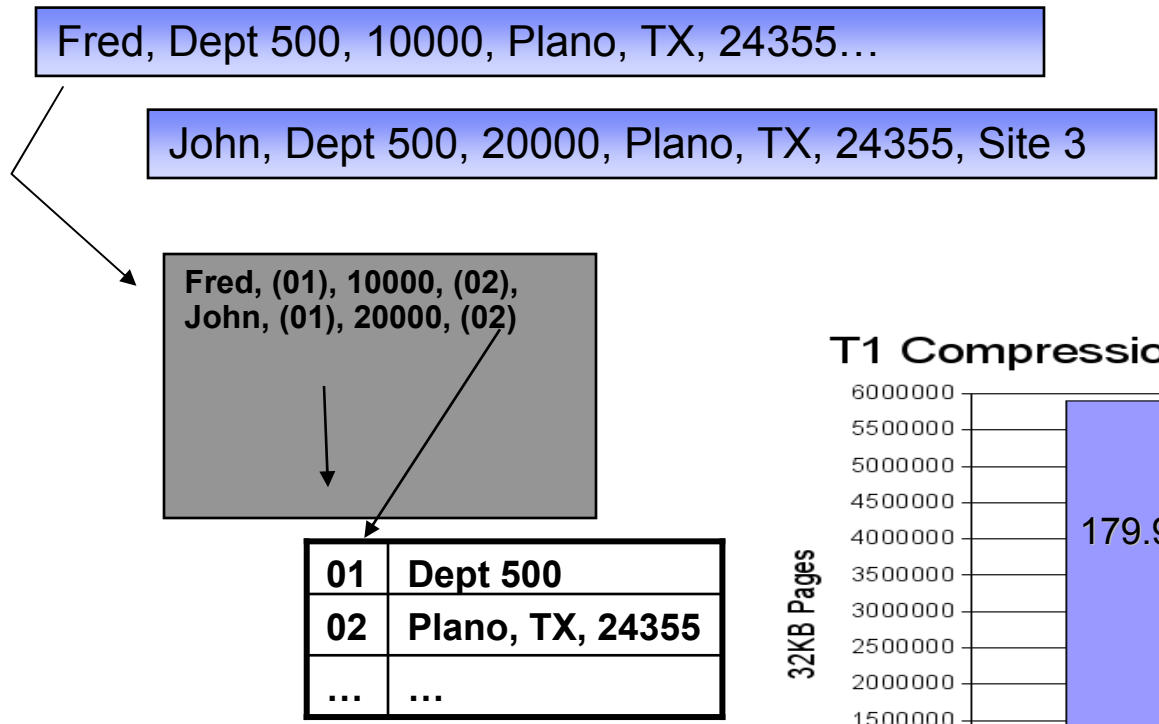 Fred, Dept 500, 10000, Plano, TX, 24355…
John, Dept 500, 20000, Plano, TX, 24355, Site 3
Fred, (01), 10000, (02),
John, (01), 20000, (02)
01 Dept 500
02 Plano, TX, 24355
… …
T1 Compressio
6000000
5500000
5000000
4500000
4000000
3500000
3000000
2500000
2000000
1500000
179.9
32KB Pages